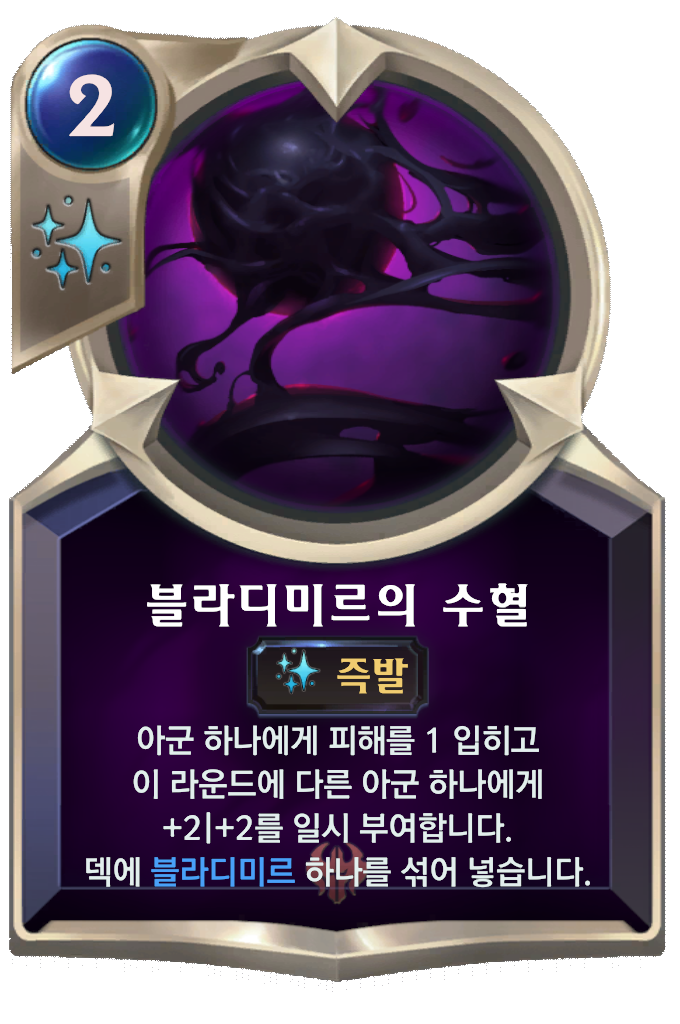 2
블라디미르의 수혈
즉발
아군 하나에게 피해를 1 입히고
이 라운드에 다른 아군 하나에게
+2|+2를 일시 부여합니다.
덱에 블라디미르 하나를 섞어 넣습니다.